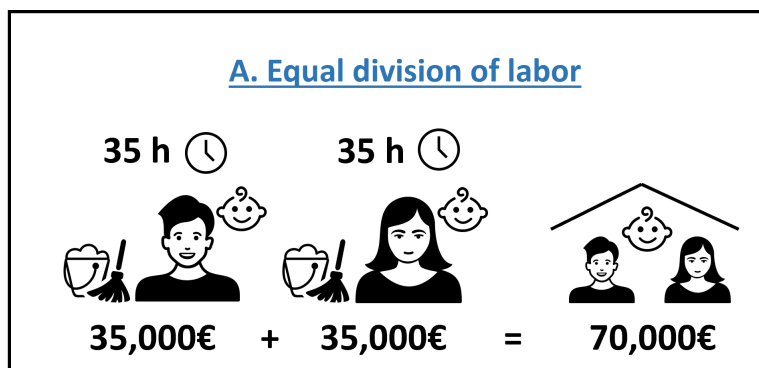 A. Equal division of labor
35 h 35 h
35,000€ + 35,000€ = 70,000€